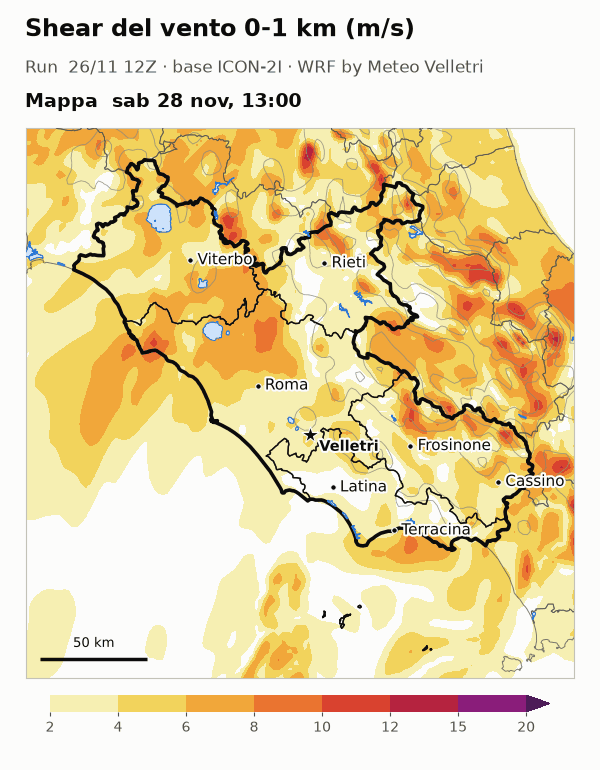 Shear del vento 0-1 km (m/s)
Run  26/11 12Z · base ICON-2I · WRF by Meteo Velletri
Mappa  sab 28 nov, 13:00
Viterbo
Rieti
Roma
Velletri
Frosinone
Cassino
Latina
Terracina
50 km
2 4 6 8 10 12 15 20